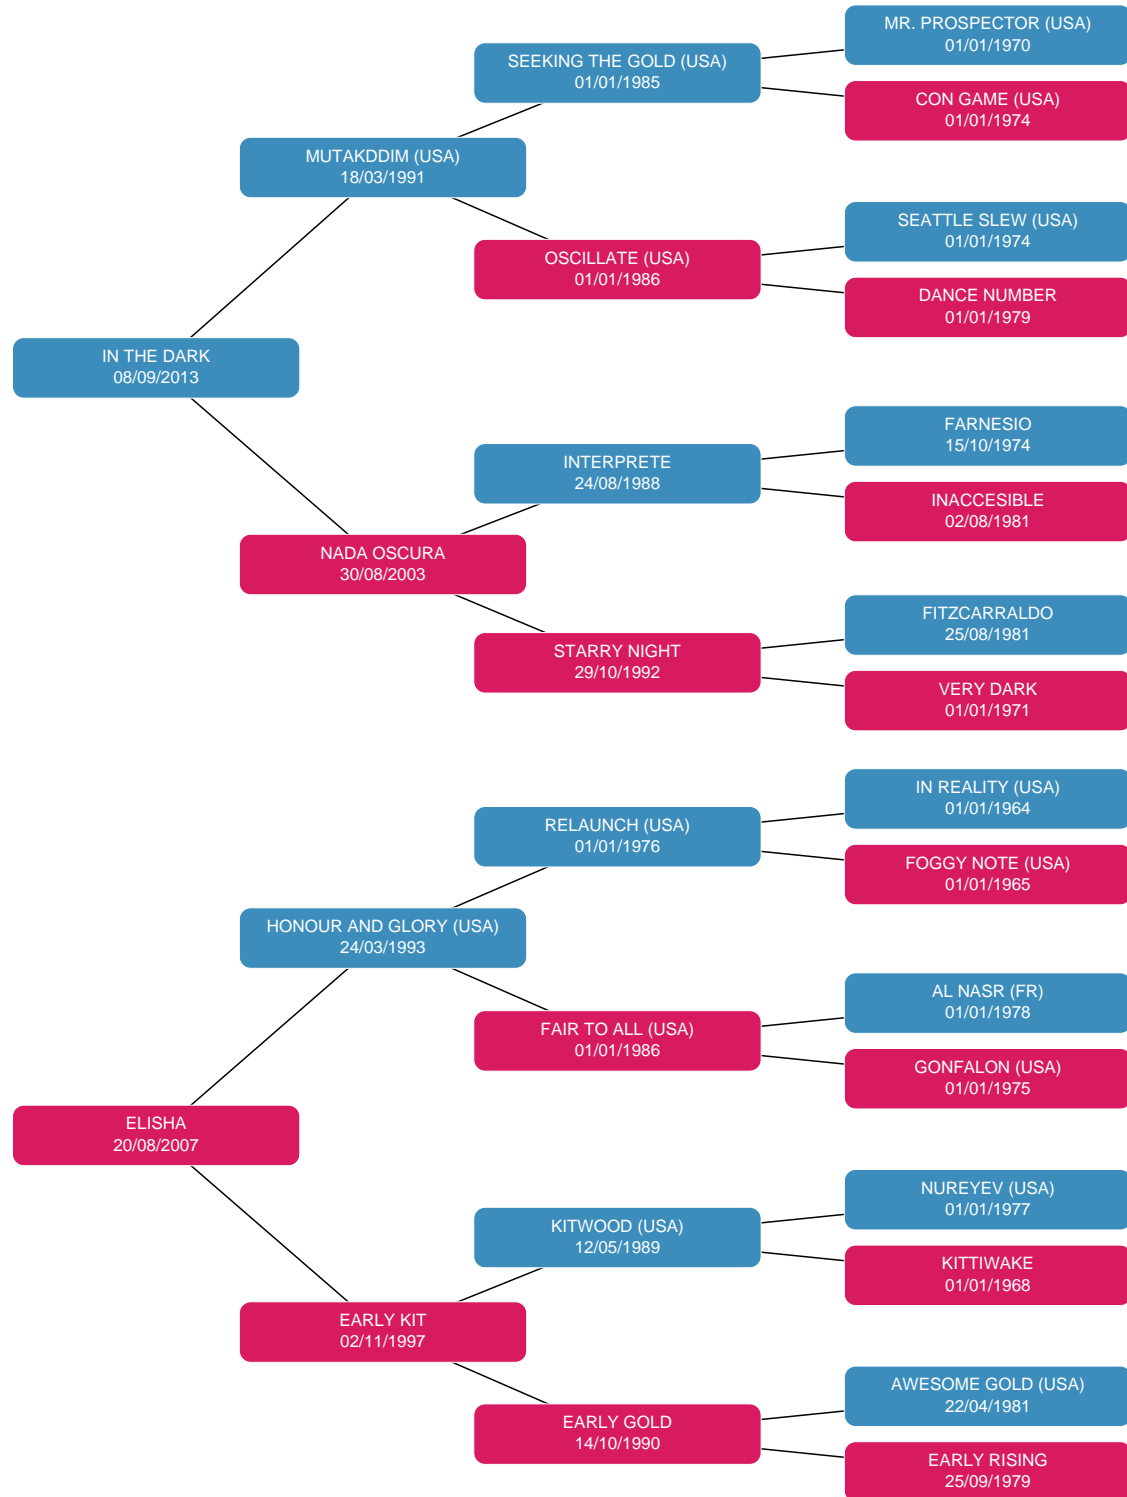 MR. PROSPECTOR (USA)
01/01/1970
SEEKING THE GOLD (USA)
01/01/1985
CON GAME (USA)
01/01/1974
MUTAKDDIM (USA)
18/03/1991
SEATTLE SLEW (USA)
01/01/1974
OSCILLATE (USA)
01/01/1986
DANCE NUMBER
01/01/1979
IN THE DARK
08/09/2013
FARNESIO
15/10/1974
INTERPRETE
24/08/1988
INACCESIBLE
02/08/1981
NADA OSCURA
30/08/2003
FITZCARRALDO
25/08/1981
STARRY NIGHT
29/10/1992
VERY DARK
01/01/1971
IN REALITY (USA)
01/01/1964
RELAUNCH (USA)
01/01/1976
FOGGY NOTE (USA)
01/01/1965
HONOUR AND GLORY (USA)
24/03/1993
AL NASR (FR)
01/01/1978
FAIR TO ALL (USA)
01/01/1986
GONFALON (USA)
01/01/1975
ELISHA
20/08/2007
NUREYEV (USA)
01/01/1977
KITWOOD (USA)
12/05/1989
KITTIWAKE
01/01/1968
EARLY KIT
02/11/1997
AWESOME GOLD (USA)
22/04/1981
EARLY GOLD
14/10/1990
EARLY RISING
25/09/1979